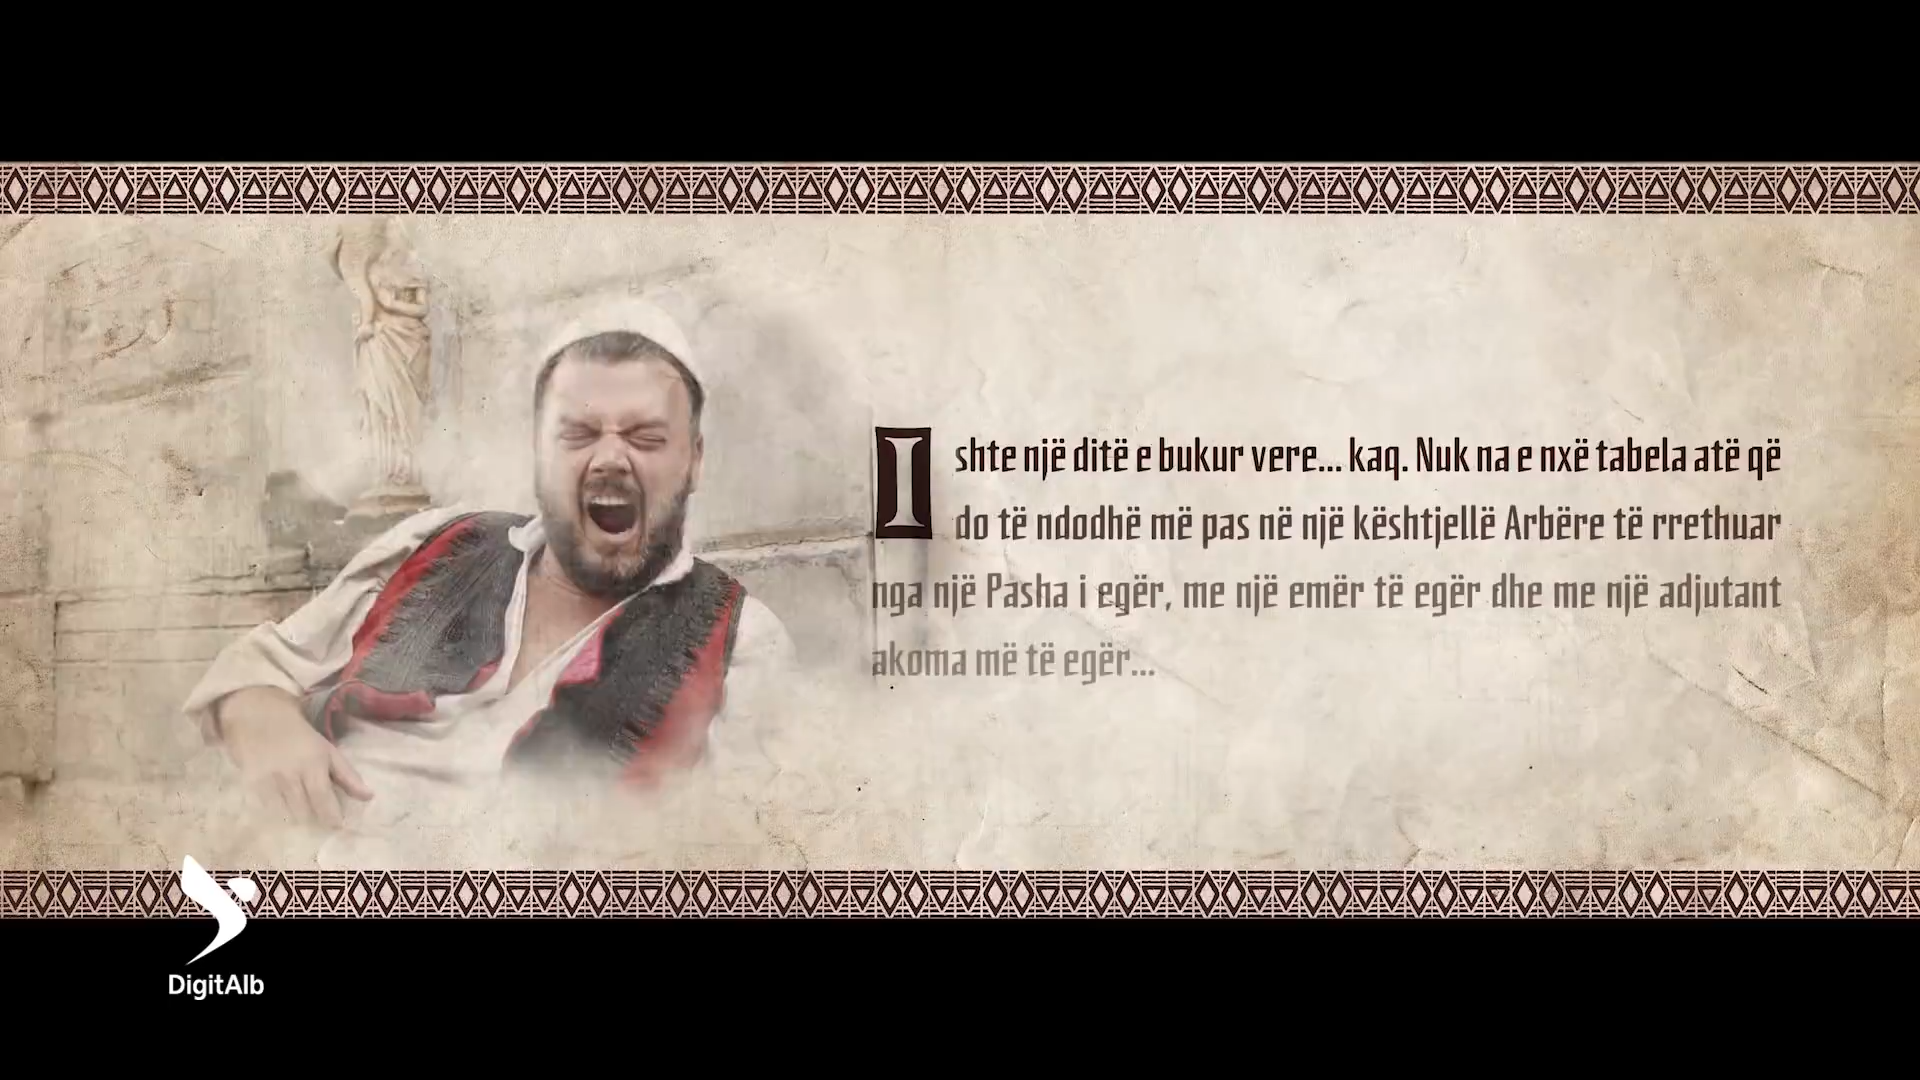 Ishte një ditë e bukur vere... kaq. Nuk na e nxë tabela atë që
do të ndodhë më pas në një kështjellë Arbëre të rrethuar
nga një Pasha i egër, me një emër të egër dhe me një adjutant
akoma më të egër...
DigitAlb